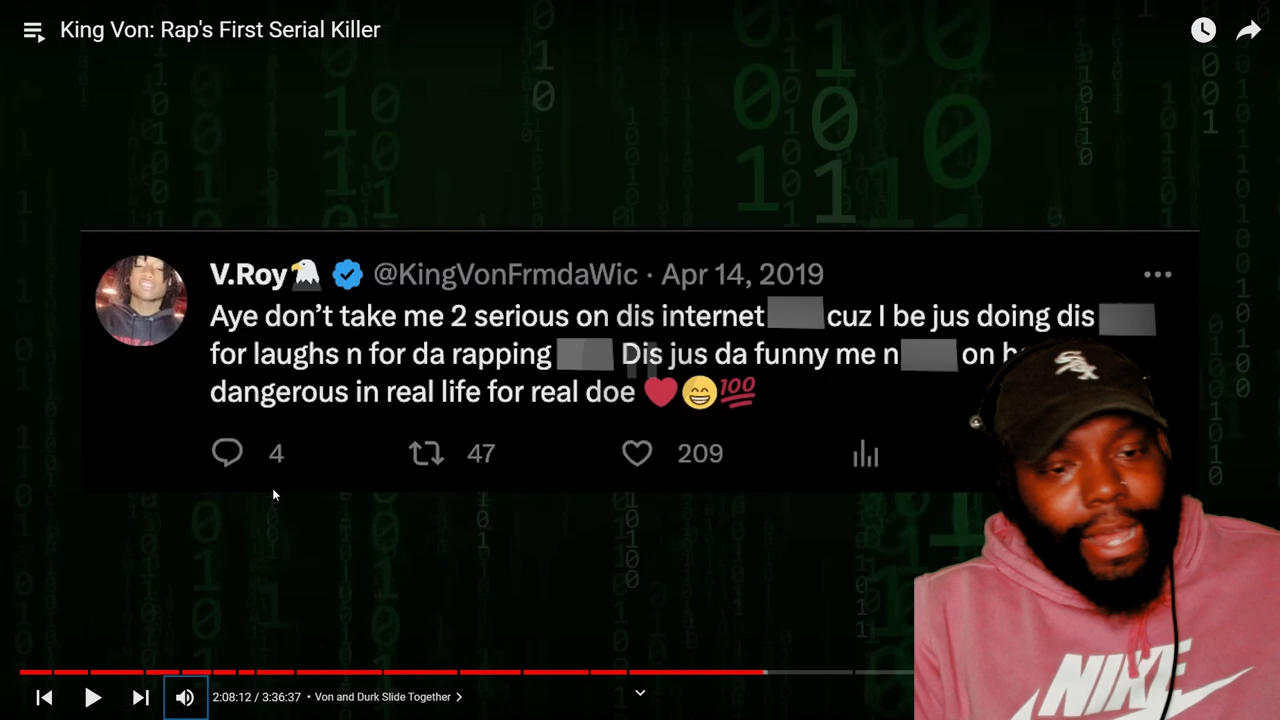 King Von: Rap's First Serial Killer
V.Roy🦅 @KingVonFrmdaWic · Apr 14, 2019
Aye don’t take me 2 serious on dis internet cuz I be jus doing dis
for laughs n for da rapping Dis jus da funny me n on
dangerous in real life for real doe ❤️😁💯
4 47 209
NIKE
2:08:12 / 3:36:37 • Von and Durk Slide Together